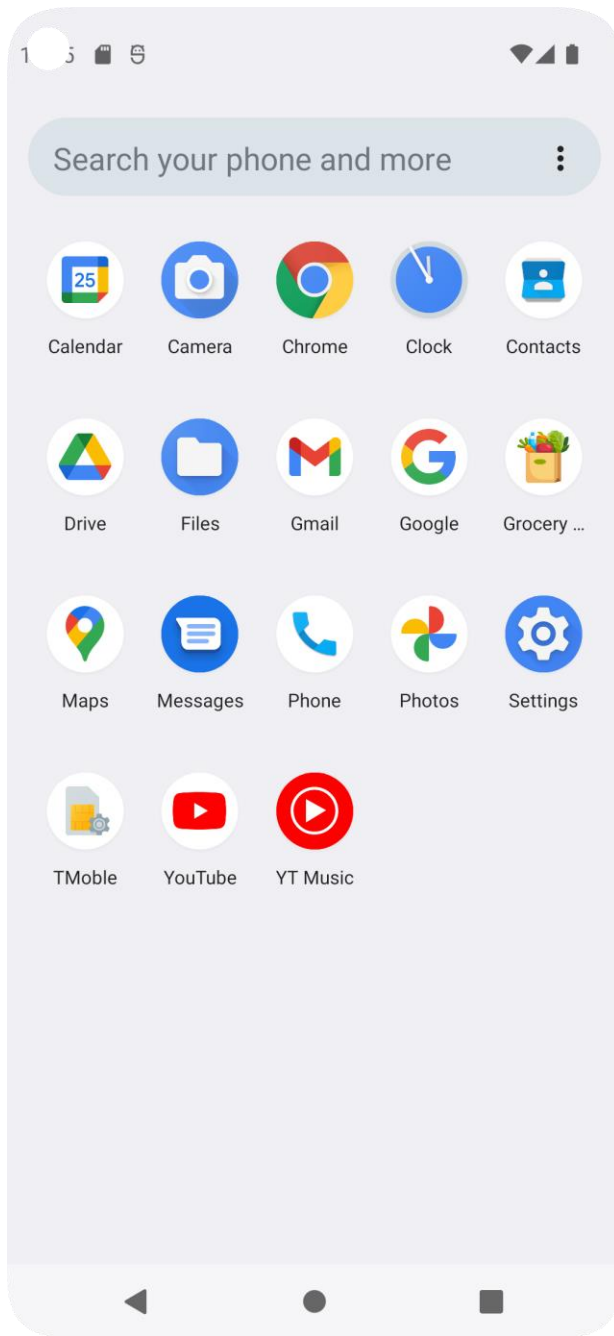 Search your phone and more
25
Calendar Camera Chrome Clock Contacts
Drive Files Gmail Google Grocery ...
Maps Messages Phone Photos Settings
TMoble YouTube YT Music